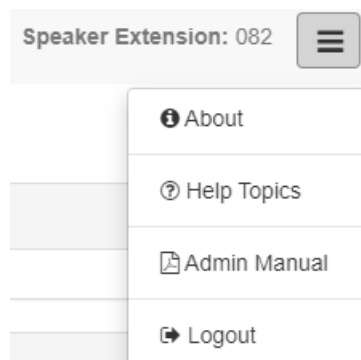 Speaker Extension: 082
About
Help Topics
Admin Manual
Logout